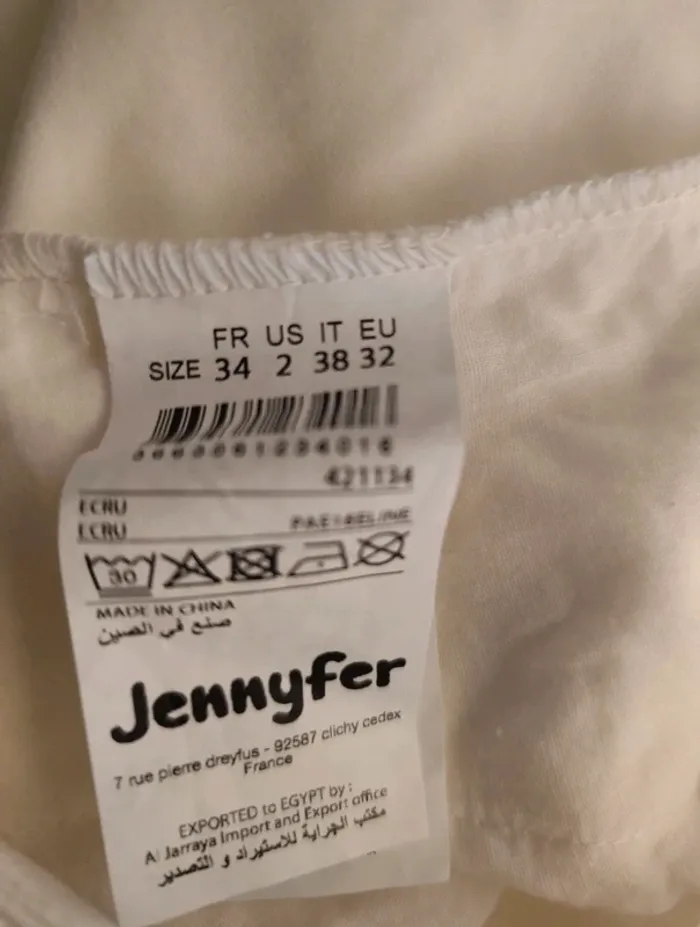 FR US IT EU
SIZE 34 2 38 32
421134
ECRU
ECRU
30
MADE IN CHINA
صنع في الصين
Jennyfer
7 rue pierre dreyfus - 92587 clichy cedex
France
EXPORTED to EGYPT by :
Al Jarraya Import and Export office
مكتب الجراية للاستيراد و التصدير